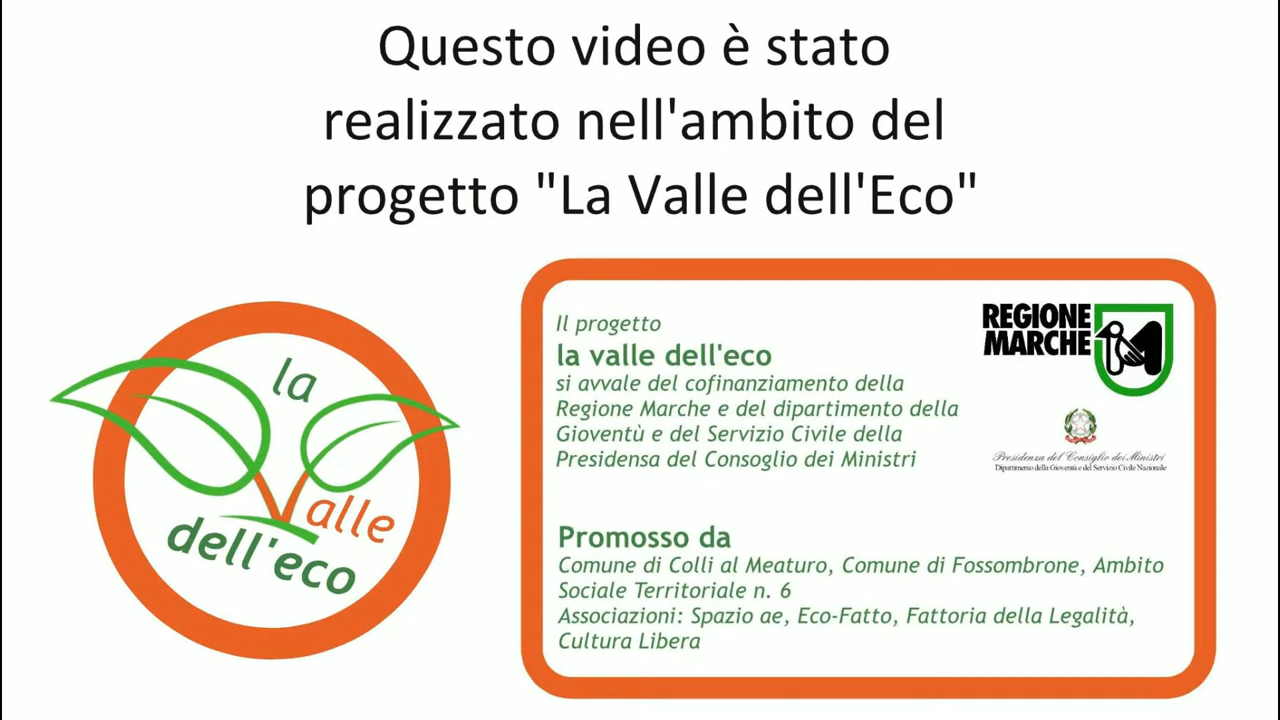 Questo video è stato
realizzato nell'ambito del
progetto "La Valle dell'Eco"
la
Valle
dell'eco
Il progetto
la valle dell'eco
si avvale del cofinanziamento della
Regione Marche e del dipartimento della
Gioventù e del Servizio Civile della
Presidensa del Consoglio dei Ministri
REGIONE
MARCHE
Presidenza del Consiglio dei Ministri
Dipartimento della Gioventù e del Servizio Civile Nazionale
Promosso da
Comune di Colli al Meaturo, Comune di Fossombrone, Ambito
Sociale Territoriale n. 6
Associazioni: Spazio ae, Eco-Fatto, Fattoria della Legalità,
Cultura Libera